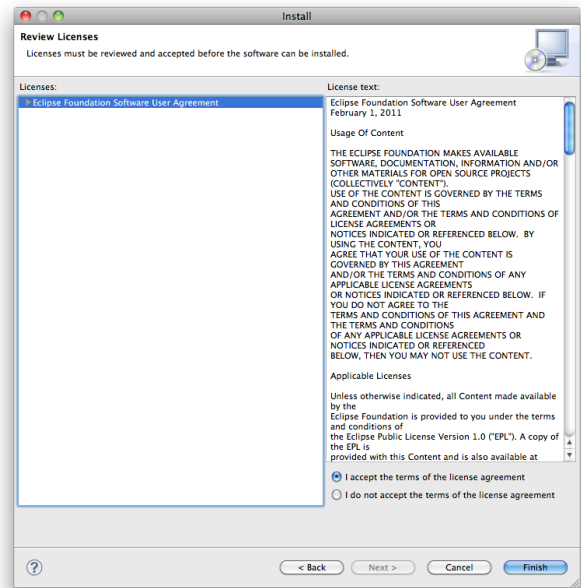 Install
Review Licenses
Licenses must be reviewed and accepted before the software can be installed.
Licenses:
Eclipse Foundation Software User Agreement
License text:
Eclipse Foundation Software User Agreement
February 1, 2011
Usage Of Content
THE ECLIPSE FOUNDATION MAKES AVAILABLE
SOFTWARE, DOCUMENTATION, INFORMATION AND/OR
OTHER MATERIALS FOR OPEN SOURCE PROJECTS
(COLLECTIVELY "CONTENT").
USE OF THE CONTENT IS GOVERNED BY THE TERMS
AND CONDITIONS OF THIS
AGREEMENT AND/OR THE TERMS AND CONDITIONS OF
LICENSE AGREEMENTS OR
NOTICES INDICATED OR REFERENCED BELOW.  BY
USING THE CONTENT, YOU
AGREE THAT YOUR USE OF THE CONTENT IS
GOVERNED BY THIS AGREEMENT
AND/OR THE TERMS AND CONDITIONS OF ANY
APPLICABLE LICENSE AGREEMENTS
OR NOTICES INDICATED OR REFERENCED BELOW.  IF
YOU DO NOT AGREE TO THE
TERMS AND CONDITIONS OF THIS AGREEMENT AND
THE TERMS AND CONDITIONS
OF ANY APPLICABLE LICENSE AGREEMENTS OR
NOTICES INDICATED OR REFERENCED
BELOW, THEN YOU MAY NOT USE THE CONTENT.
Applicable Licenses
Unless otherwise indicated, all Content made available
by the
Eclipse Foundation is provided to you under the terms
and conditions of
the Eclipse Public License Version 1.0 ("EPL"). A copy of
the EPL is
provided with this Content and is also available at
I accept the terms of the license agreement
I do not accept the terms of the license agreement
?
< Back
Next >
Cancel
Finish